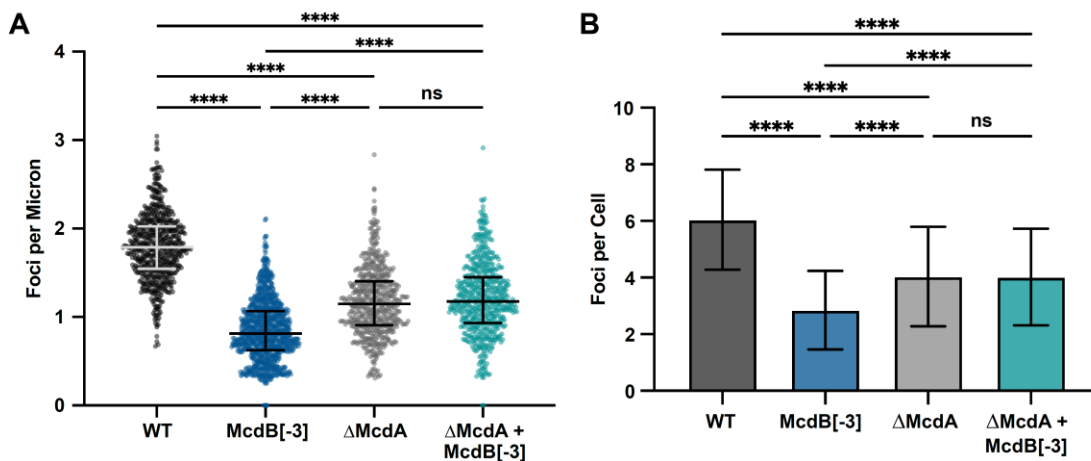 A
****
****
****
**** **** ns
Foci per Micron
4
3
2
1
0
WT McdB[-3] ΔMcdA ΔMcdA +
McdB[-3]
B
****
****
****
**** **** ns
Foci per Cell
10
8
6
4
2
0
WT McdB[-3] ΔMcdA ΔMcdA +
McdB[-3]